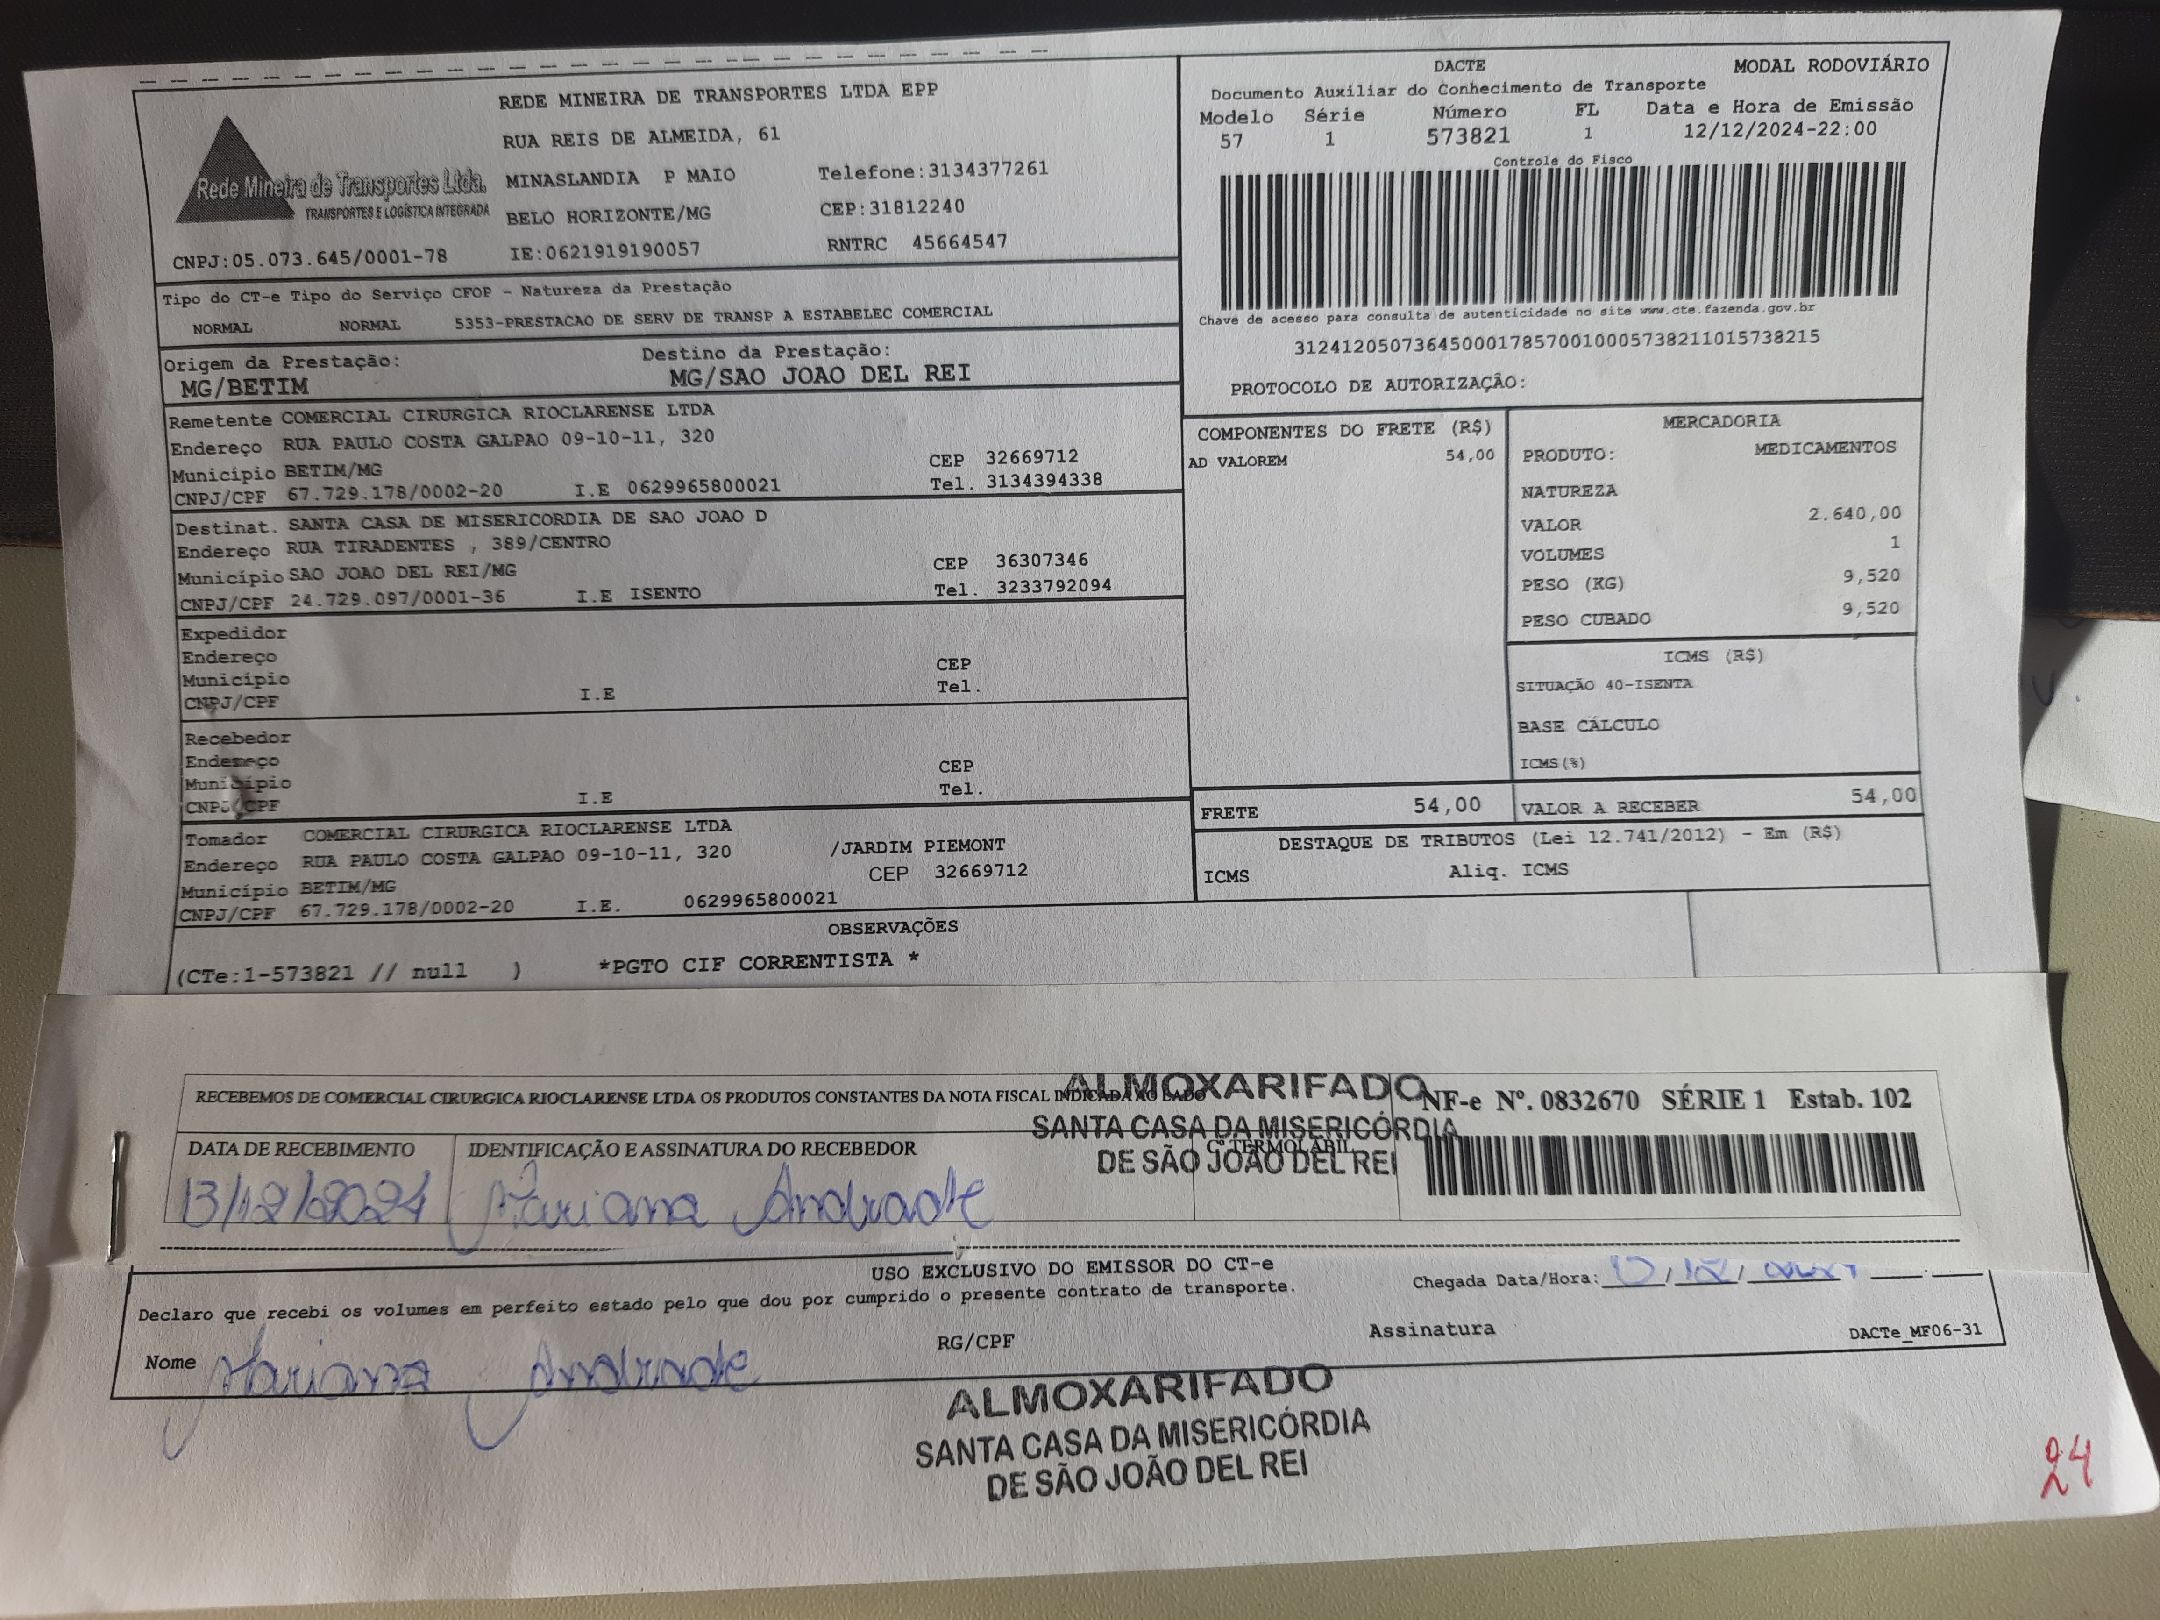 REDE MINEIRA DE TRANSPORTES LTDA EPP
RUA REIS DE ALMEIDA, 61
Rede Mineira de Transportes Ltda.
TRANSPORTES E LOGÍSTICA INTEGRADA
MINASLANDIA P MAIO Telefone:3134377261
BELO HORIZONTE/MG CEP:31812240
CNPJ:05.073.645/0001-78 IE:0621919190057 RNTRC 45664547
DACTE MODAL RODOVIÁRIO
Documento Auxiliar do Conhecimento de Transporte
Modelo Série Número FL Data e Hora de Emissão
57 1 573821 1 12/12/2024-22:00
Controle do Fisco
Chave de acesso para consulta de autenticidade no site www.cte.fazenda.gov.br
31241205073645000178570010005738211015738215
PROTOCOLO DE AUTORIZAÇÃO:
Tipo do CT-e Tipo do Serviço CFOP - Natureza da Prestação
NORMAL NORMAL 5353-PRESTACAO DE SERV DE TRANSP A ESTABELEC COMERCIAL
Origem da Prestação: Destino da Prestação:
MG/BETIM MG/SAO JOAO DEL REI
Remetente COMERCIAL CIRURGICA RIOCLARENSE LTDA
Endereço RUA PAULO COSTA GALPAO 09-10-11, 320
Município BETIM/MG CEP 32669712
CNPJ/CPF 67.729.178/0002-20 I.E 0629965800021 Tel. 3134394338
Destinat. SANTA CASA DE MISERICORDIA DE SAO JOAO D
Endereço RUA TIRADENTES , 389/CENTRO
Município SAO JOAO DEL REI/MG CEP 36307346
CNPJ/CPF 24.729.097/0001-36 I.E ISENTO Tel. 3233792094
Expedidor
Endereço
Município CEP
CNPJ/CPF I.E Tel.
Recebedor
Endereço
Município CEP
CNPJ/CPF I.E Tel.
Tomador COMERCIAL CIRURGICA RIOCLARENSE LTDA
Endereço RUA PAULO COSTA GALPAO 09-10-11, 320 /JARDIM PIEMONT
Município BETIM/MG CEP 32669712
CNPJ/CPF 67.729.178/0002-20 I.E. 0629965800021
COMPONENTES DO FRETE (R$)
AD VALOREM 54,00
MERCADORIA
PRODUTO: MEDICAMENTOS
NATUREZA
VALOR 2.640,00
VOLUMES 1
PESO (KG) 9,520
PESO CUBADO 9,520
ICMS (R$)
SITUAÇÃO 40-ISENTA
BASE CÁLCULO
ICMS(%)
FRETE 54,00 VALOR A RECEBER 54,00
DESTAQUE DE TRIBUTOS (Lei 12.741/2012) - Em (R$)
ICMS Aliq. ICMS
OBSERVAÇÕES
(CTe:1-573821 // null ) *PGTO CIF CORRENTISTA *
RECEBEMOS DE COMERCIAL CIRURGICA RIOCLARENSE LTDA OS PRODUTOS CONSTANTES DA NOTA FISCAL INDICADA AO LADO
NF-e Nº. 0832670 SÉRIE 1 Estab. 102
DATA DE RECEBIMENTO IDENTIFICAÇÃO E ASSINATURA DO RECEBEDOR
Cº TERMOLABIL
13/12/2024 Mariana Andrade
ALMOXARIFADO
SANTA CASA DA MISERICÓRDIA
DE SÃO JOÃO DEL REI
USO EXCLUSIVO DO EMISSOR DO CT-e
Declaro que recebi os volumes em perfeito estado pelo que dou por cumprido o presente contrato de transporte.
Chegada Data/Hora:
Nome Mariana Andrade RG/CPF Assinatura DACTe_MF06-31
ALMOXARIFADO
SANTA CASA DA MISERICÓRDIA
DE SÃO JOÃO DEL REI
24